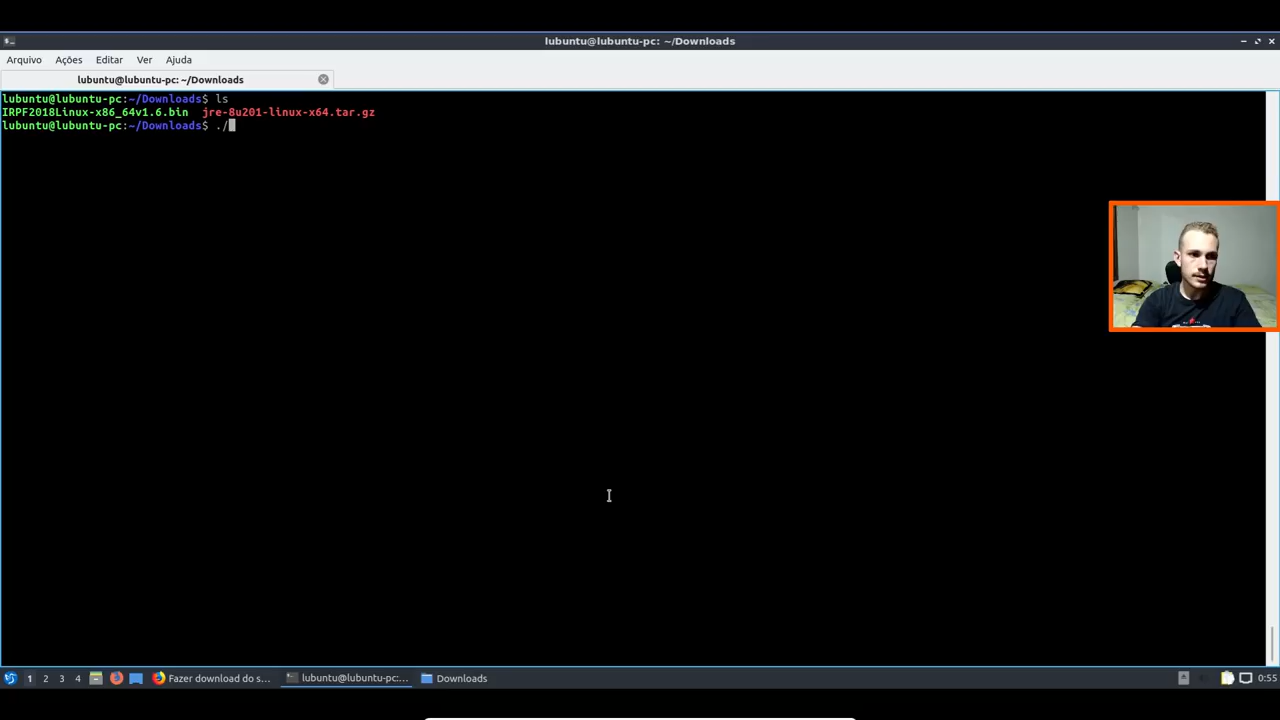 lubuntu@lubuntu-pc: ~/Downloads
Arquivo Ações Editar Ver Ajuda
lubuntu@lubuntu-pc: ~/Downloads
lubuntu@lubuntu-pc:~/Downloads$ ls
IRPF2018Linux-x86_64v1.6.bin jre-8u201-linux-x64.tar.gz
lubuntu@lubuntu-pc:~/Downloads$ ./
1 2 3 4 Fazer download do s... lubuntu@lubuntu-pc:... Downloads 0:55